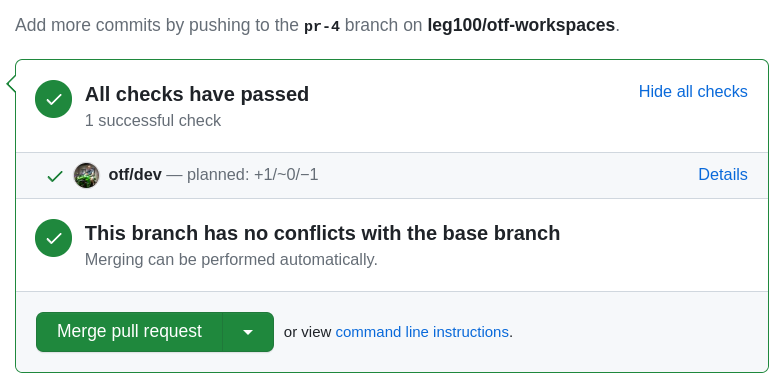 Add more commits by pushing to the pr-4 branch on leg100/otf-workspaces.
All checks have passed
Hide all checks
1 successful check
otf/dev — planned: +1/~0/−1
Details
This branch has no conflicts with the base branch
Merging can be performed automatically.
Merge pull request
or view command line instructions.